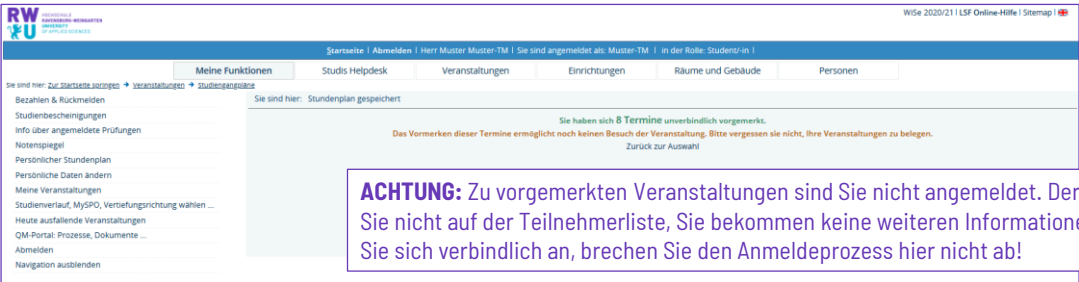 RW HOCHSCHULE
RAVENSBURG-WEINGARTEN
UNIVERSITY
U OF APPLIED SCIENCES
WiSe 2020/21 | LSF Online-Hilfe | Sitemap |
Startseite | Abmelden | Herr Muster Muster-TM | Sie sind angemeldet als: Muster-TM | in der Rolle: Student/-in |
Meine Funktionen Studis Helpdesk Veranstaltungen Einrichtungen Räume und Gebäude Personen
Sie sind hier: Zur Startseite springen → Veranstaltungen → Studiengangpläne
Bezahlen & Rückmelden
Studienbescheinigungen
Info über angemeldete Prüfungen
Notenspiegel
Persönlicher Stundenplan
Persönliche Daten ändern
Meine Veranstaltungen
Studienverlauf, MySPO, Vertiefungsrichtung wählen ...
Heute ausfallende Veranstaltungen
QM-Portal: Prozesse, Dokumente ...
Abmelden
Navigation ausblenden
Sie sind hier: Stundenplan gespeichert
Sie haben sich 8 Termine unverbindlich vorgemerkt.
Das Vormerken dieser Termine ermöglicht noch keinen Besuch der Veranstaltung. Bitte vergessen sie nicht, Ihre Veranstaltungen zu belegen.
Zurück zur Auswahl
ACHTUNG: Zu vorgemerkten Veranstaltungen sind Sie nicht angemeldet. Der
Sie nicht auf der Teilnehmerliste, Sie bekommen keine weiteren Informatione
Sie sich verbindlich an, brechen Sie den Anmeldeprozess hier nicht ab!